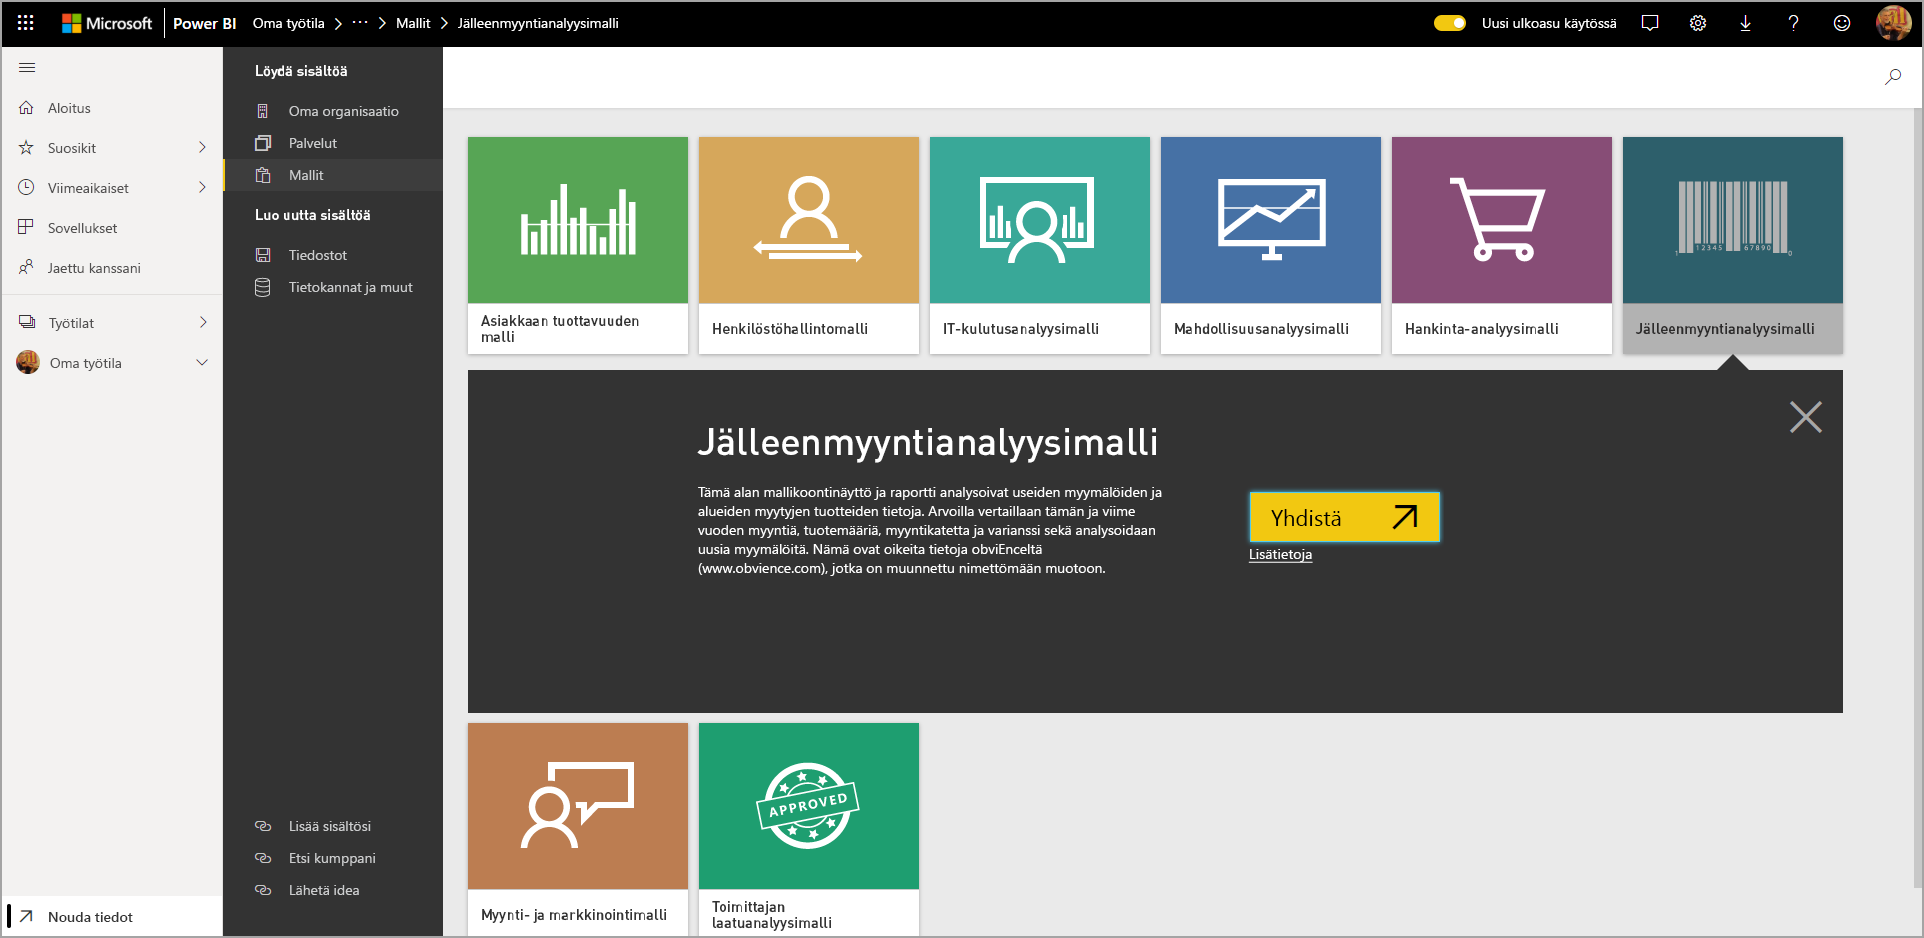 Microsoft Power BI Oma työtila > ··· > Mallit > Jälleenmyyntianalyysimalli Uusi ulkoasu käytössä ?
Aloitus
Suosikit
Viimeaikaiset
Sovellukset
Jaettu kanssani
Työtilat
Oma työtila
Nouda tiedot
Löydä sisältöä
Oma organisaatio
Palvelut
Mallit
Luo uutta sisältöä
Tiedostot
Tietokannat ja muut
Lisää sisältösi
Etsi kumppani
Lähetä idea
Asiakkaan tuottavuuden
malli
Henkilöstöhallintomalli
IT-kulutusanalyysimalli
Mahdollisuusanalyysimalli
Hankinta-analyysimalli
1 12345 67890 0
Jälleenmyyntianalyysimalli
Jälleenmyyntianalyysimalli
Tämä alan mallikoontinäyttö ja raportti analysoivat useiden myymälöiden ja
alueiden myytyjen tuotteiden tietoja. Arvoilla vertaillaan tämän ja viime
vuoden myyntiä, tuotemääriä, myyntikatetta ja varianssi sekä analysoidaan
uusia myymälöitä. Nämä ovat oikeita tietoja obviEnceltä
(www.obvience.com), jotka on muunnettu nimettömään muotoon.
Yhdistä
Lisätietoja
Myynti- ja markkinointimalli
APPROVED
Toimittajan
laatuanalyysimalli